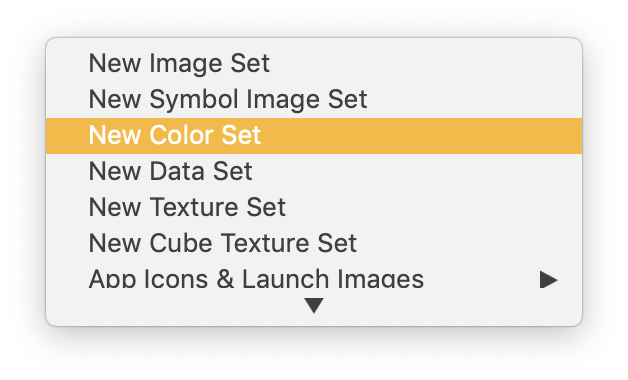 New Image Set
New Symbol Image Set
New Color Set
New Data Set
New Texture Set
New Cube Texture Set
App Icons & Launch Images